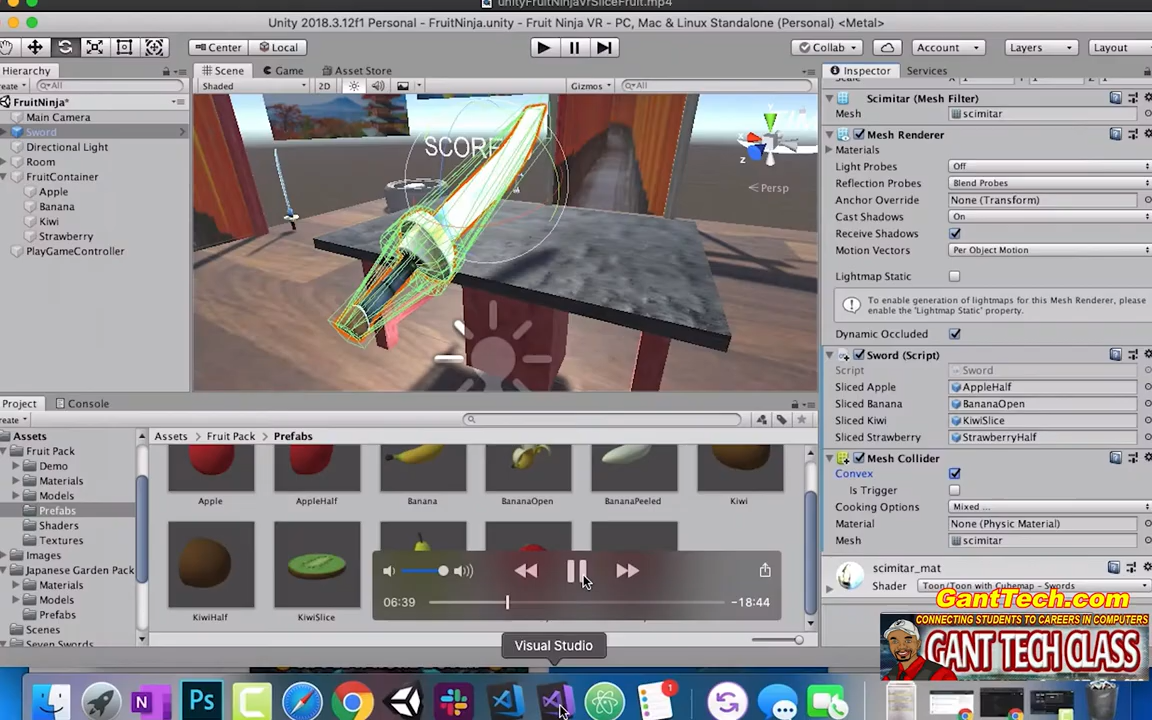 unityFruitNinjaVrSliceFruit.mp4
Unity 2018.3.12f1 Personal - FruitNinja.unity - Fruit Ninja VR - PC, Mac & Linux Standalone (Personal) <Metal>
Center Local Collab Account Layers Layout
Hierarchy Scene Game Asset Store Inspector Services
reate All Shaded 2D Gizmos All
FruitNinja*
Main Camera
Sword
Directional Light
Room
FruitContainer
Apple
Banana
Kiwi
Strawberry
PlayGameController
SCORE
Persp
Scimitar (Mesh Filter)
Mesh scimitar
Mesh Renderer
Materials
Light Probes Off
Reflection Probes Blend Probes
Anchor Override None (Transform)
Cast Shadows On
Receive Shadows
Motion Vectors Per Object Motion
Lightmap Static
To enable generation of lightmaps for this Mesh Renderer, please
enable the 'Lightmap Static' property.
Dynamic Occluded
Sword (Script)
Script Sword
Sliced Apple AppleHalf
Sliced Banana BananaOpen
Sliced Kiwi KiwiSlice
Sliced Strawberry StrawberryHalf
Mesh Collider
Convex
Is Trigger
Cooking Options Mixed ...
Material None (Physic Material)
Mesh scimitar
scimitar_mat
Shader Toon/Toon with Cubemap - Swords
Project Console
reate
Assets
Fruit Pack
Demo
Materials
Models
Prefabs
Shaders
Textures
Images
Japanese Garden Pack
Materials
Models
Prefabs
Scenes
Seven Swords
Assets Fruit Pack Prefabs
Apple AppleHalf Banana BananaOpen BananaPeeled Kiwi
KiwiHalf KiwiSlice
06:39 -18:44
Visual Studio
GantTech.com
CONNECTING STUDENTS TO CAREERS IN COMPUTERS
GANT TECH CLASS
N
Ps
C
1